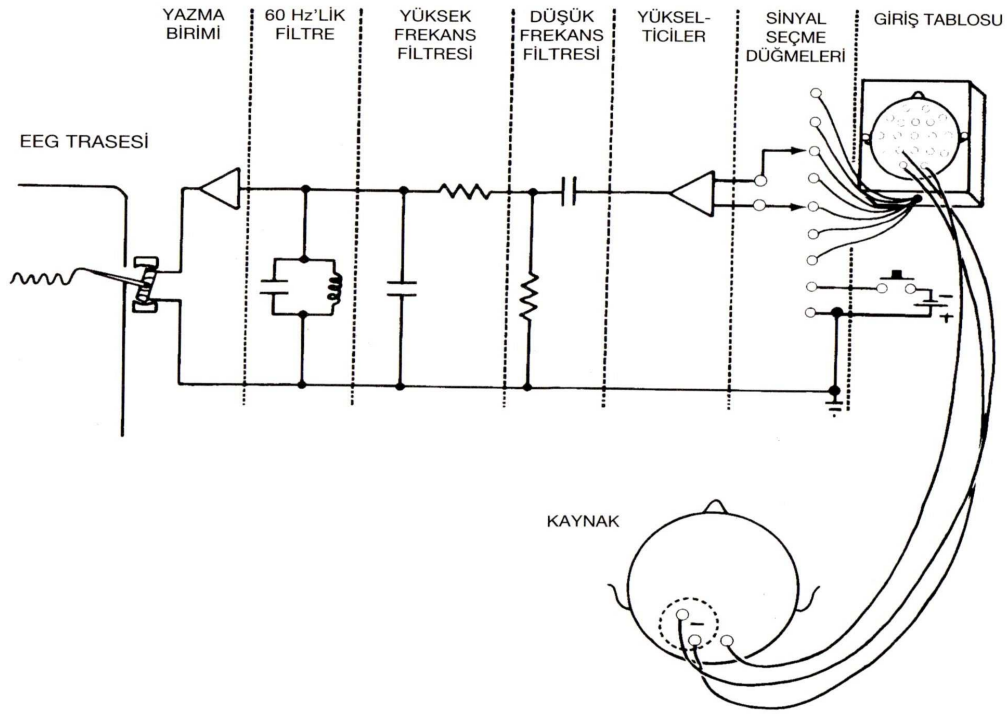 YAZMA
BİRİMİ
60 Hz'LİK
FİLTRE
YÜKSEK
FREKANS
FİLTRESİ
DÜŞÜK
FREKANS
FİLTRESİ
YÜKSEL-
TİCİLER
SİNYAL
SEÇME
DÜĞMELERİ
GİRİŞ TABLOSU
EEG TRASESİ
KAYNAK